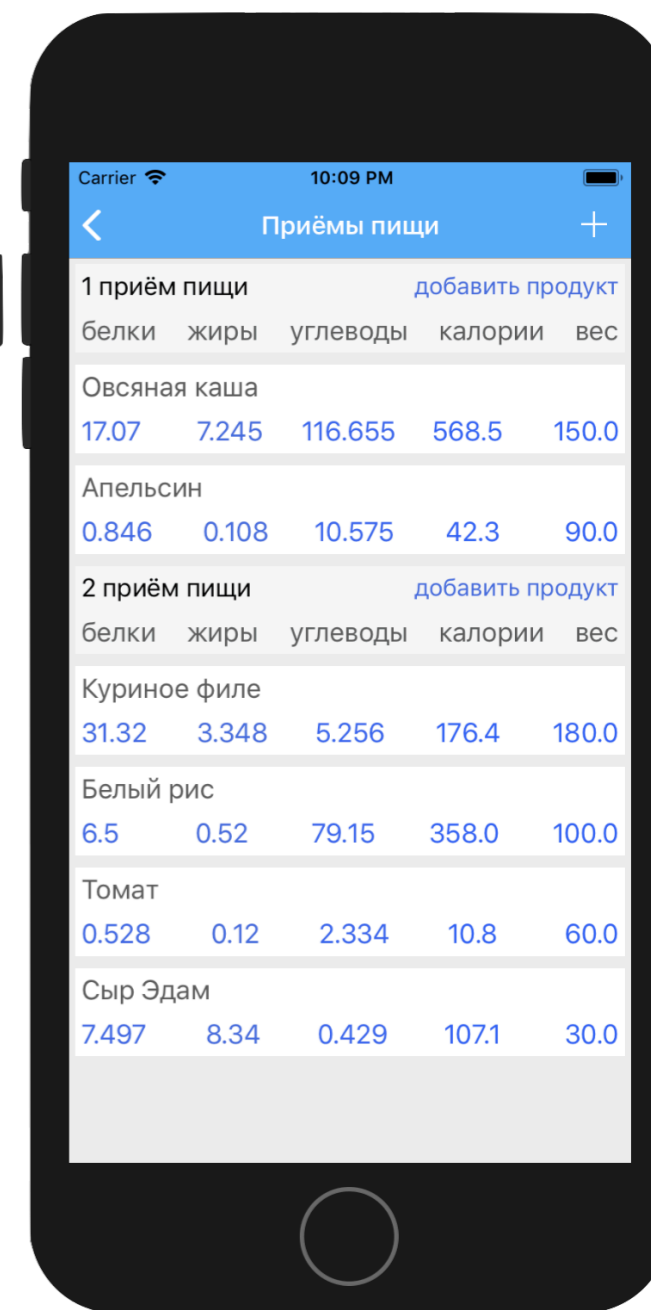 Carrier 10:09 PM
Приёмы пищи
1 приём пищи добавить продукт
белки жиры углеводы калории вес
Овсяная каша
17.07 7.245 116.655 568.5 150.0
Апельсин
0.846 0.108 10.575 42.3 90.0
2 приём пищи добавить продукт
белки жиры углеводы калории вес
Куриное филе
31.32 3.348 5.256 176.4 180.0
Белый рис
6.5 0.52 79.15 358.0 100.0
Томат
0.528 0.12 2.334 10.8 60.0
Сыр Эдам
7.497 8.34 0.429 107.1 30.0